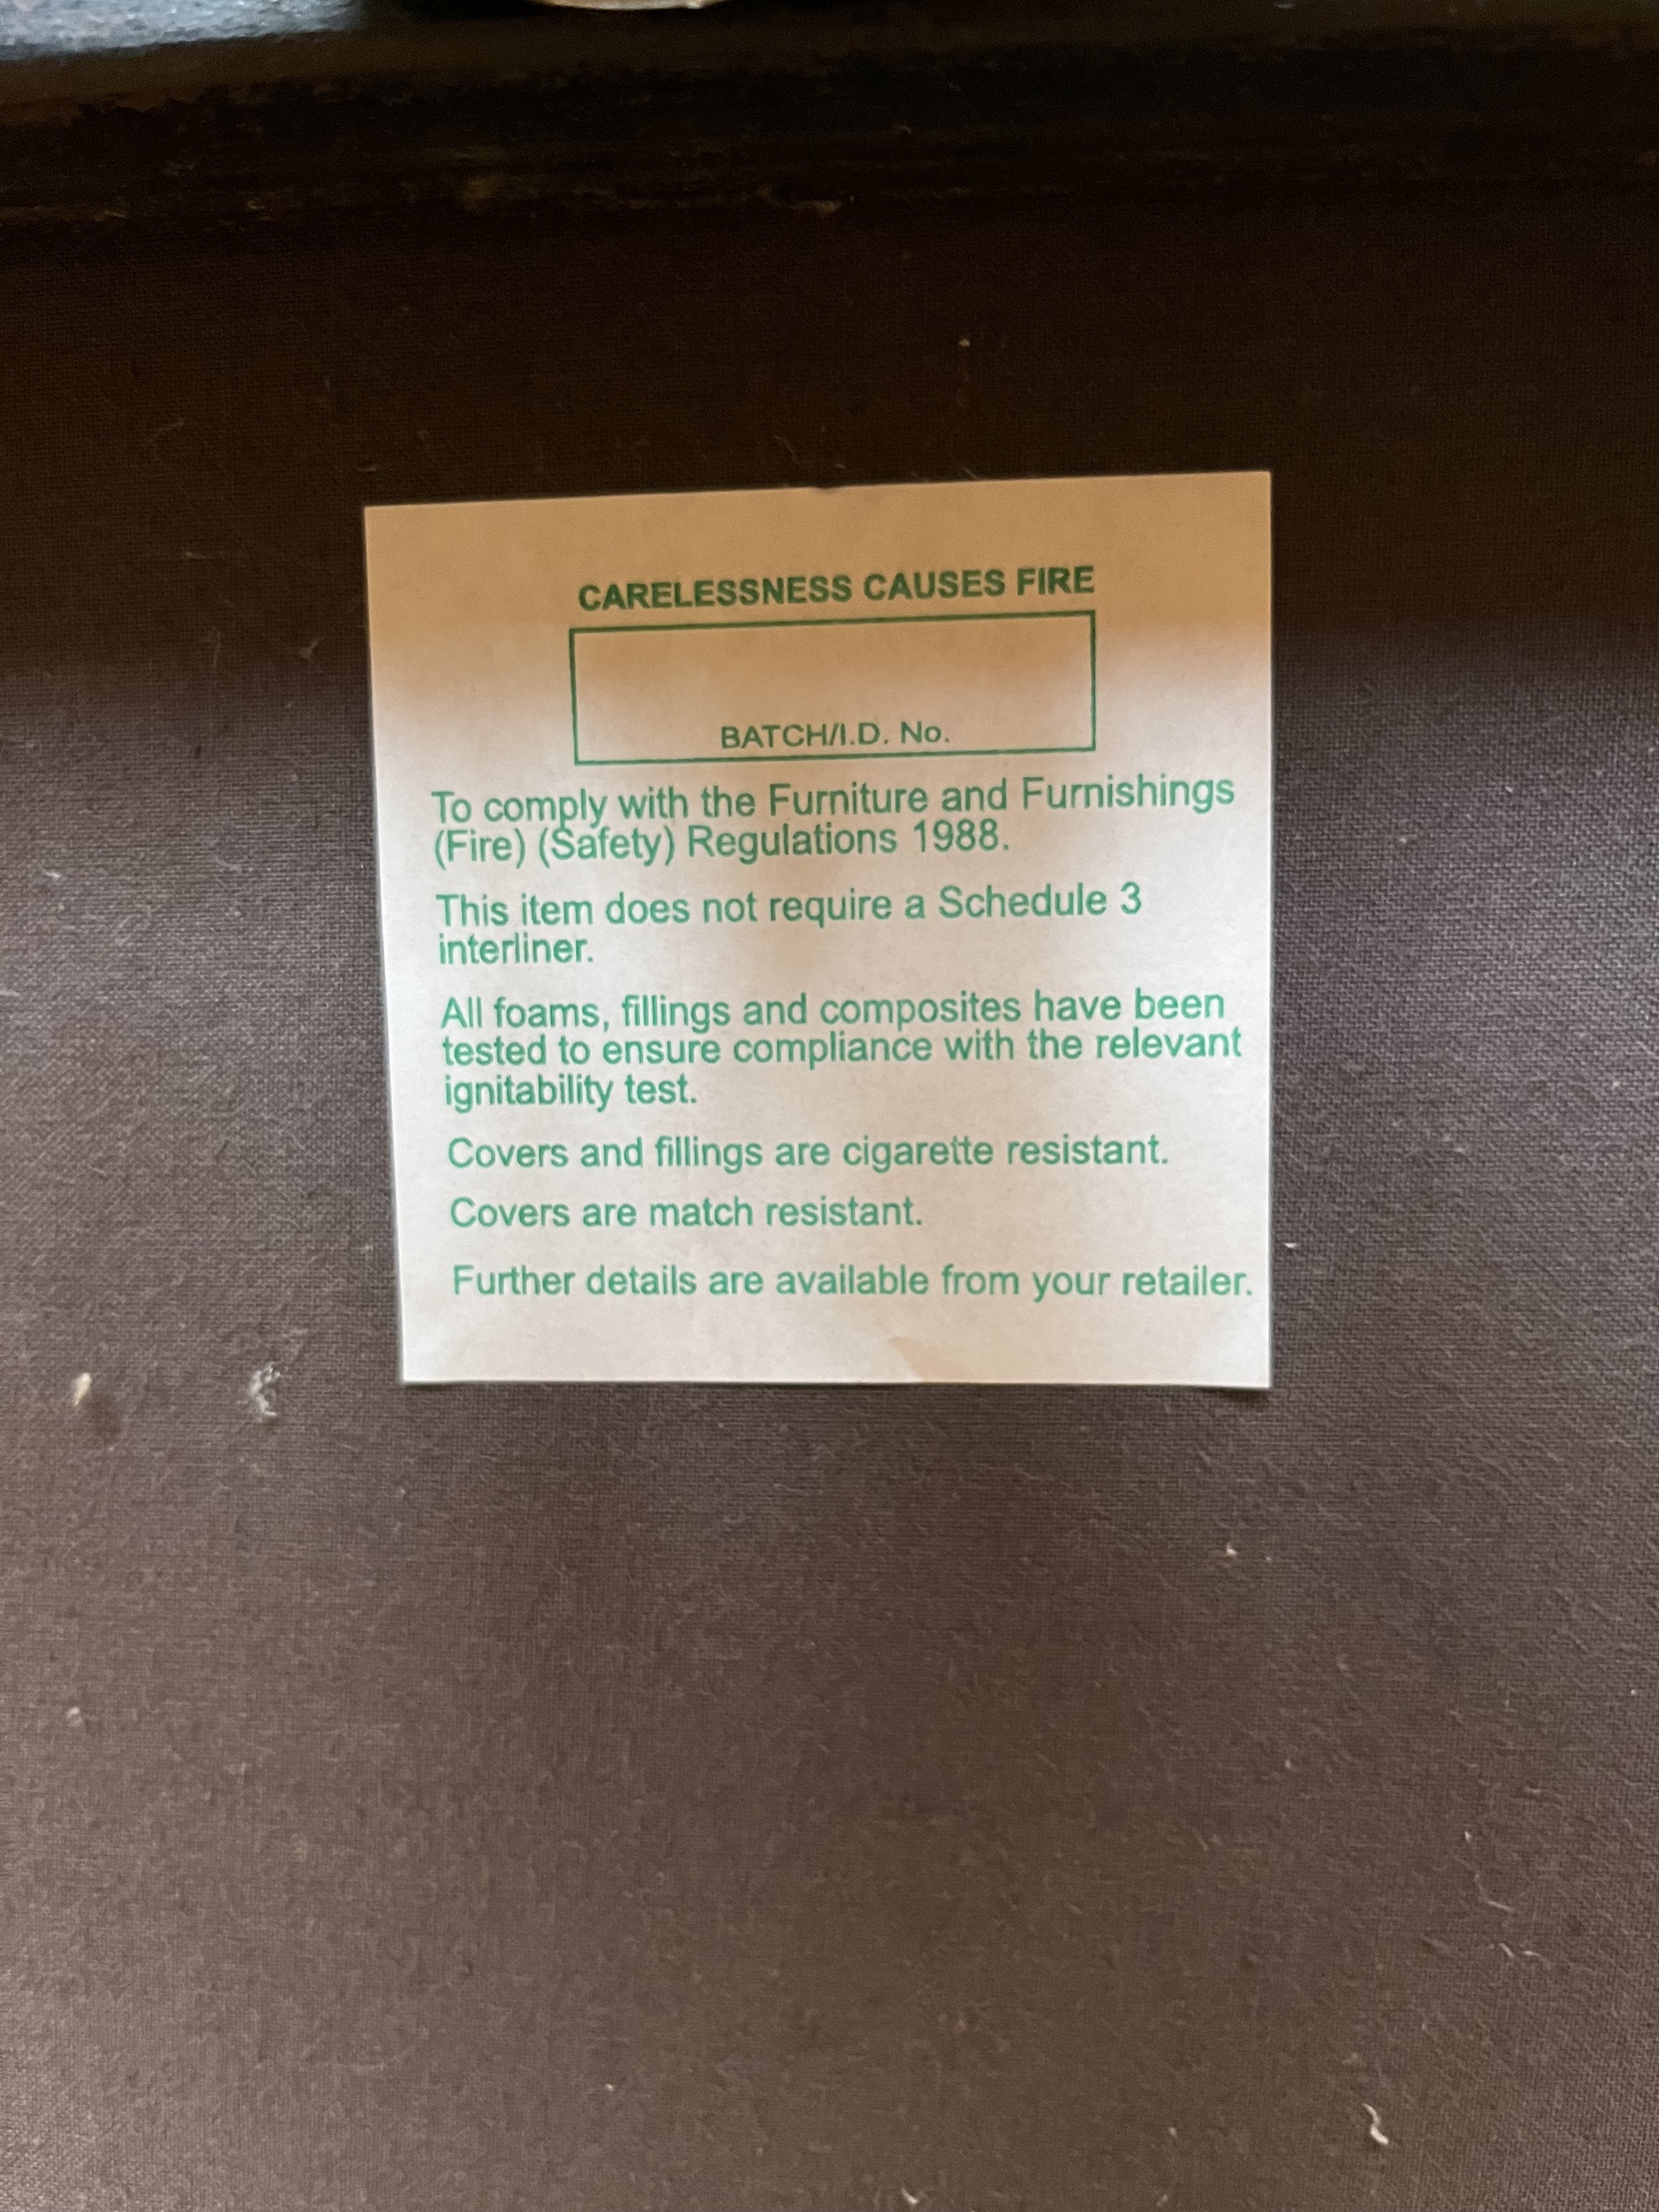 CARELESSNESS CAUSES FIRE
BATCH/I.D. No.
To comply with the Furniture and Furnishings
(Fire) (Safety) Regulations 1988.
This item does not require a Schedule 3
interliner.
All foams, fillings and composites have been
tested to ensure compliance with the relevant
ignitability test.
Covers and fillings are cigarette resistant.
Covers are match resistant.
Further details are available from your retailer.